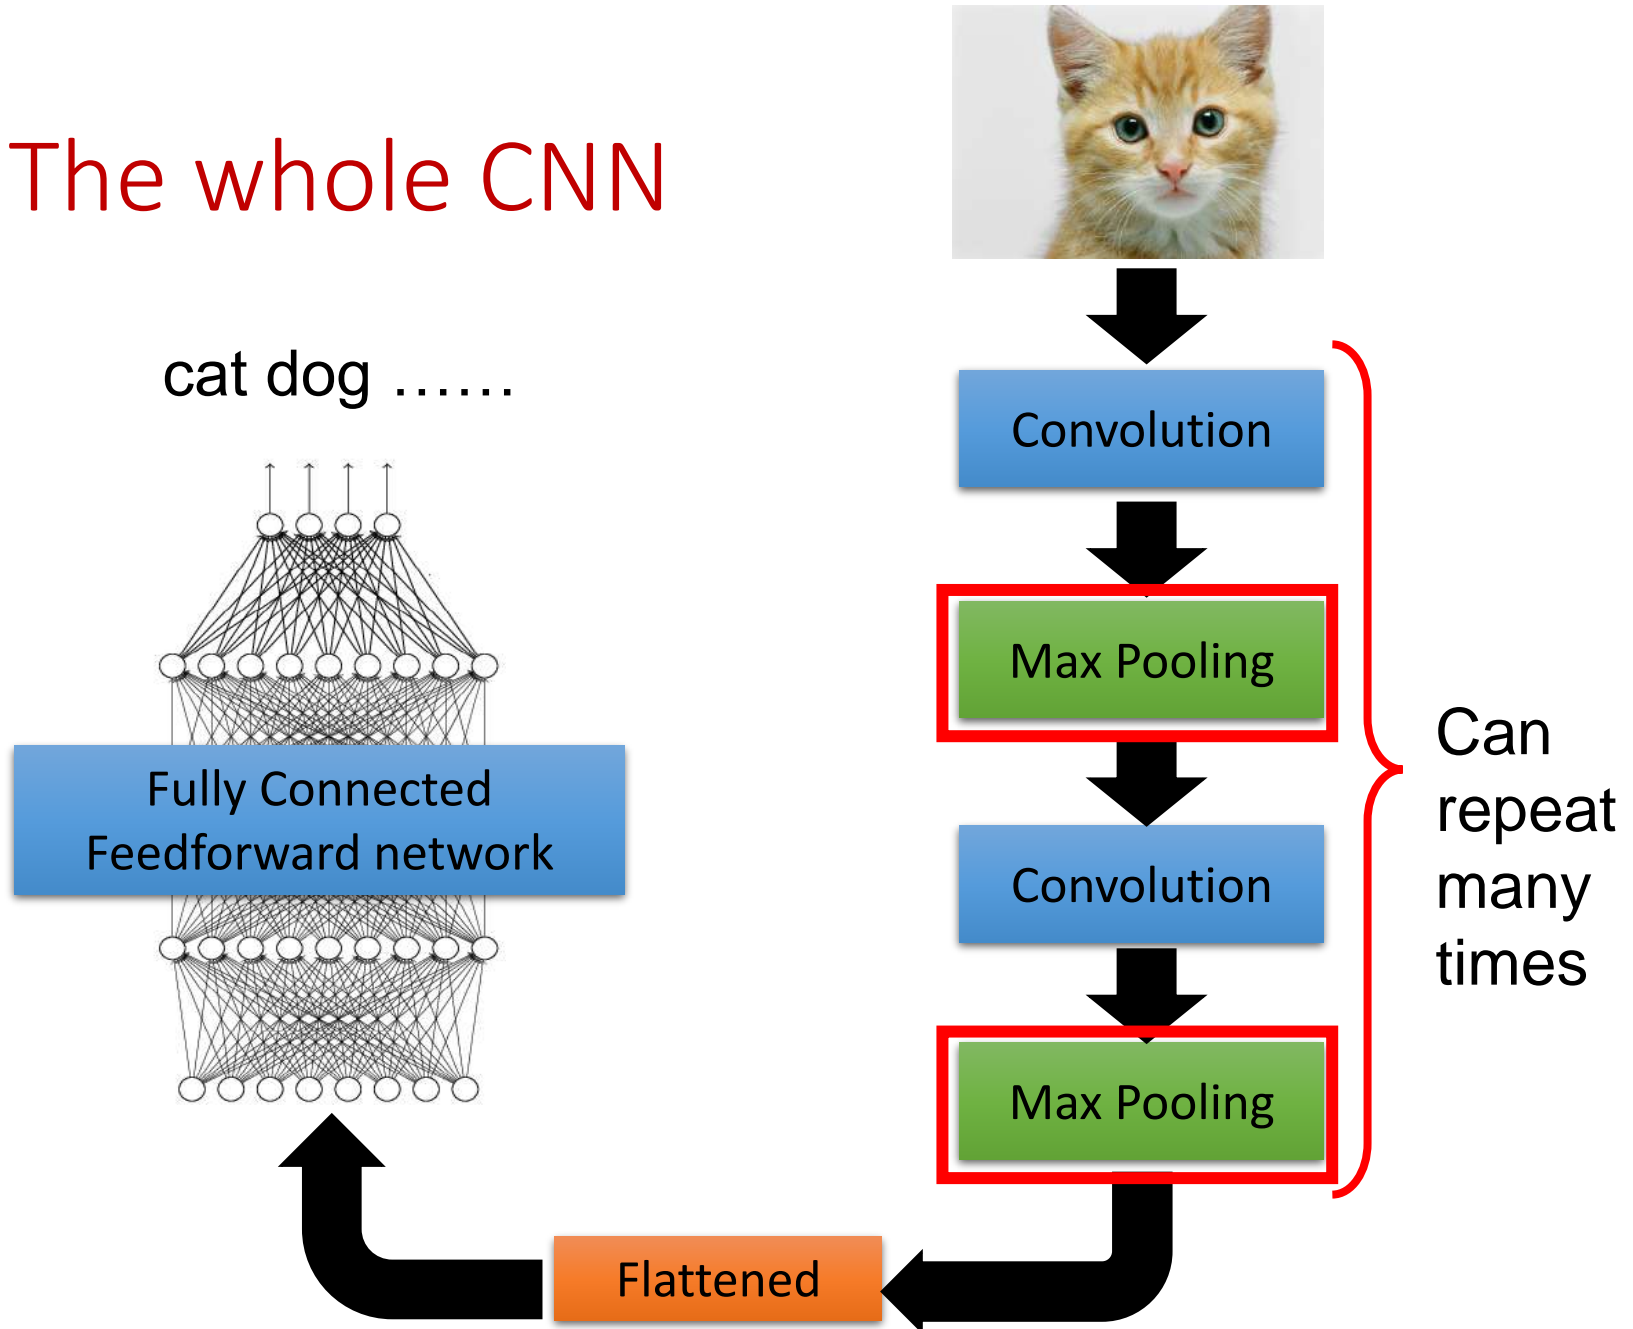 The whole CNN
cat dog ……
Convolution
Max Pooling
Convolution
Max Pooling
Can
repeat
many
times
Flattened
Fully Connected
Feedforward network